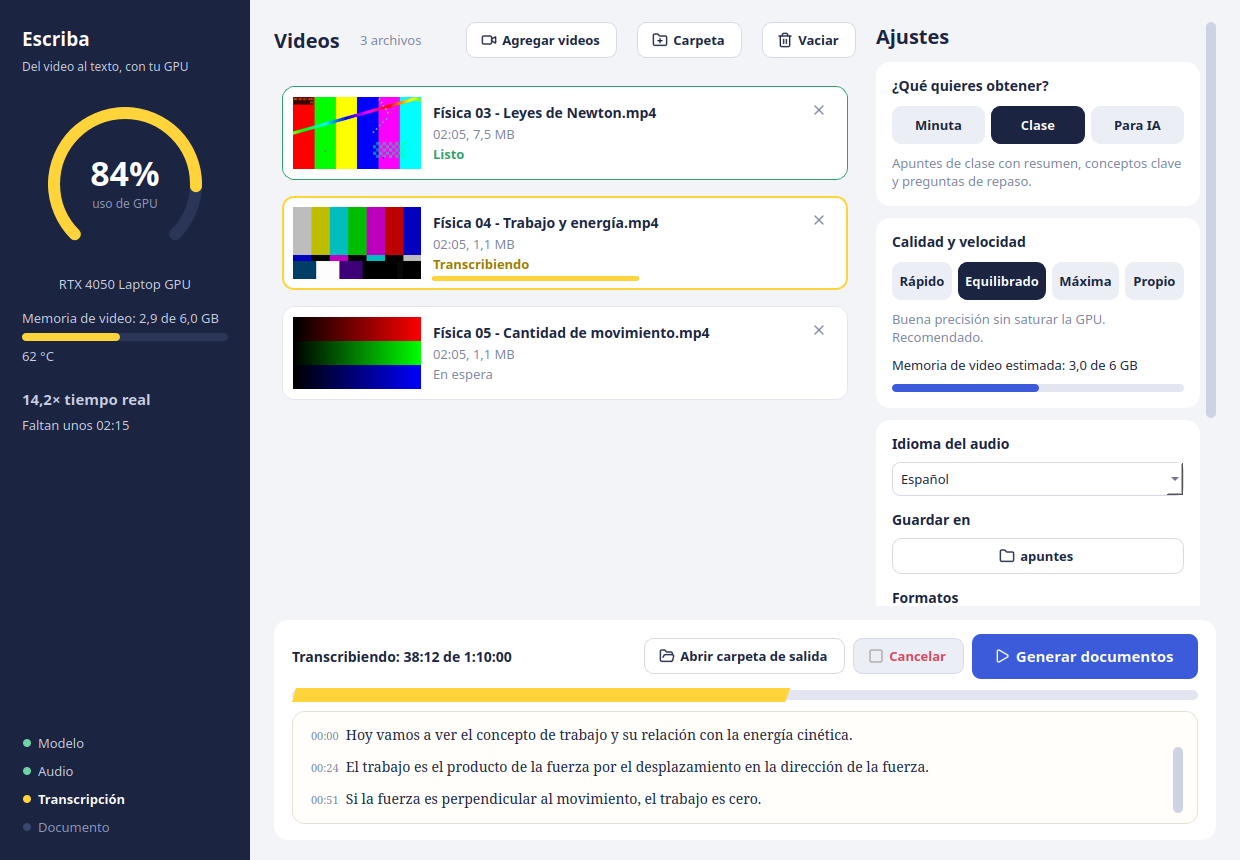 Escriba
Del video al texto, con tu GPU
84%
uso de GPU
RTX 4050 Laptop GPU
Memoria de video: 2,9 de 6,0 GB
62 °C
14,2× tiempo real
Faltan unos 02:15
Modelo
Audio
Transcripción
Documento
Videos
3 archivos
Agregar videos
Carpeta
Vaciar
Física 03 - Leyes de Newton.mp4
02:05, 7,5 MB
Listo
Física 04 - Trabajo y energía.mp4
02:05, 1,1 MB
Transcribiendo
Física 05 - Cantidad de movimiento.mp4
02:05, 1,1 MB
En espera
Ajustes
¿Qué quieres obtener?
Minuta
Clase
Para IA
Apuntes de clase con resumen, conceptos clave
y preguntas de repaso.
Calidad y velocidad
Rápido
Equilibrado
Máxima
Propio
Buena precisión sin saturar la GPU.
Recomendado.
Memoria de video estimada: 3,0 de 6 GB
Idioma del audio
Español
Guardar en
apuntes
Formatos
Transcribiendo: 38:12 de 1:10:00
Abrir carpeta de salida
Cancelar
Generar documentos
00:00 Hoy vamos a ver el concepto de trabajo y su relación con la energía cinética.
00:24 El trabajo es el producto de la fuerza por el desplazamiento en la dirección de la fuerza.
00:51 Si la fuerza es perpendicular al movimiento, el trabajo es cero.